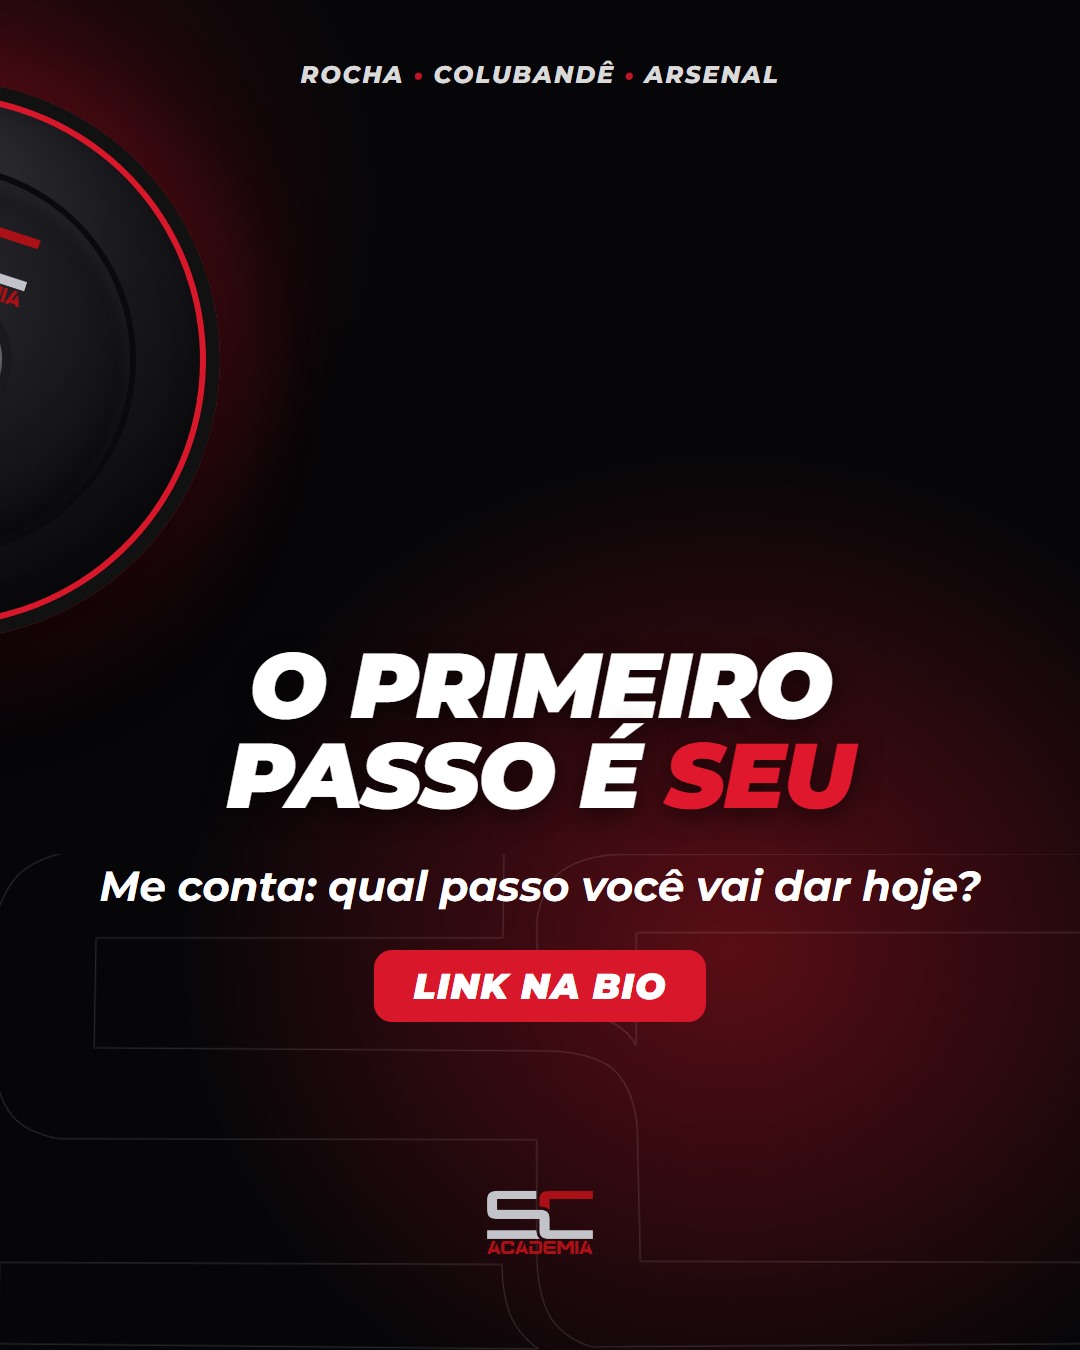 ROCHA • COLUBANDÊ • ARSENAL
IA
O PRIMEIRO
PASSO É SEU
Me conta: qual passo você vai dar hoje?
LINK NA BIO
SC
ACADEMIA